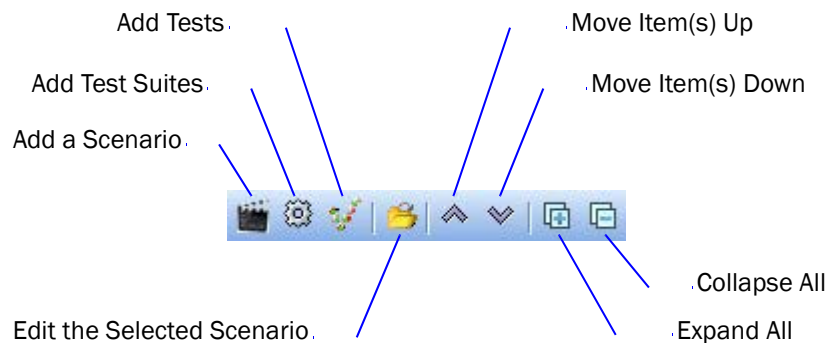 Add Tests
Move Item(s) Up
Add Test Suites
Move Item(s) Down
Add a Scenario
Collapse All
Edit the Selected Scenario
Expand All